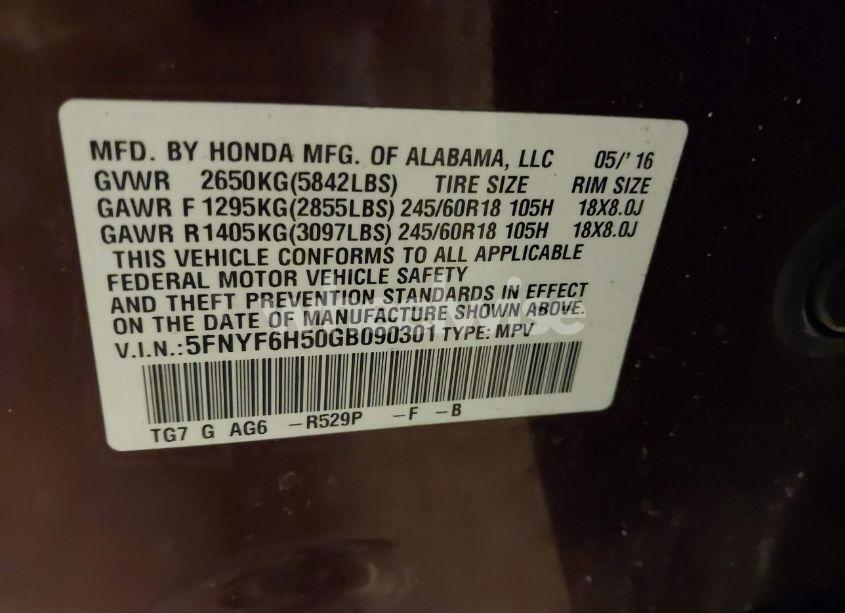 MFD. BY HONDA MFG. OF ALABAMA, LLC 05/'16
GVWR 2650KG(5842LBS) TIRE SIZE RIM SIZE
GAWR F 1295KG(2855LBS) 245/60R18 105H 18X8.0J
GAWR R 1405KG(3097LBS) 245/60R18 105H 18X8.0J
THIS VEHICLE CONFORMS TO ALL APPLICABLE
FEDERAL MOTOR VEHICLE SAFETY
AND THEFT PREVENTION STANDARDS IN EFFECT
ON THE DATE OF MANUFACTURE SHOWN ABOVE.
V.I.N.:5FNYF6H50GB090301 TYPE: MPV
TG7 G AG6 -R529P -F -B